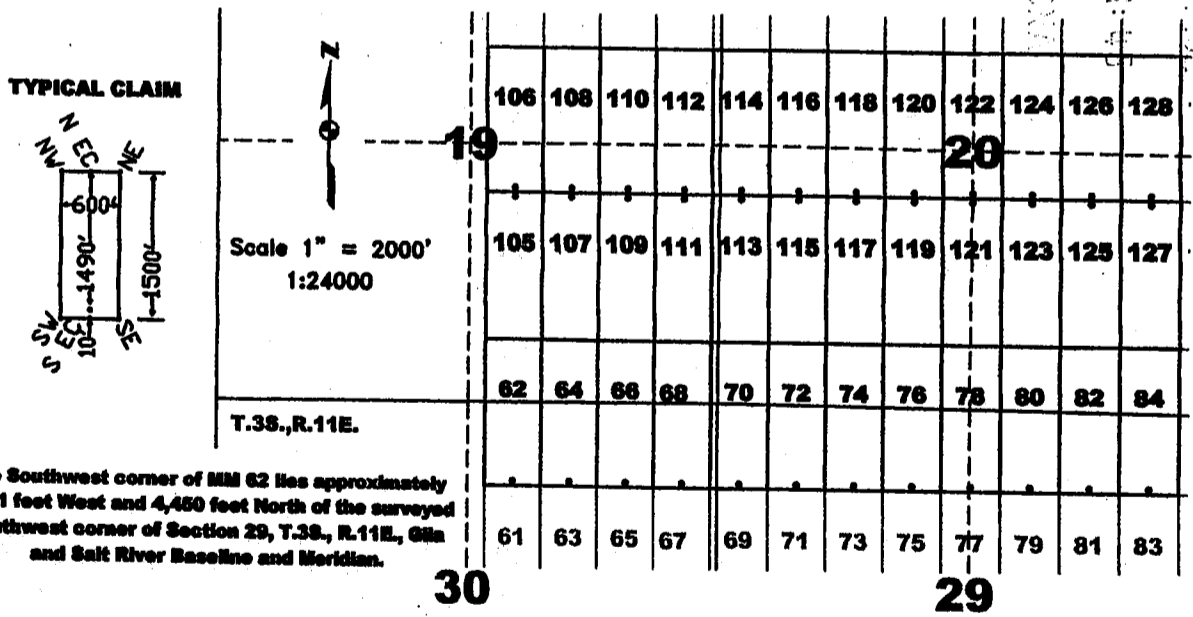 TYPICAL CLAIM
N EC
NW
NE
600'
1490'
1500'
SW
S EC
SE
10
N
Scale 1" = 2000'
1:24000
T.3S.,R.11E.
Southwest corner of MM 62 lies approximately
1 feet West and 4,450 feet North of the surveyed
thwest corner of Section 29, T.3S., R.11E., Gila
and Salt River Baseline and Meridian.
106 108 110 112 114 116 118 120 122 124 126 128
19
20
105 107 109 111 113 115 117 119 121 123 125 127
62 64 66 68 70 72 74 76 78 80 82 84
61 63 65 67 69 71 73 75 77 79 81 83
30
29